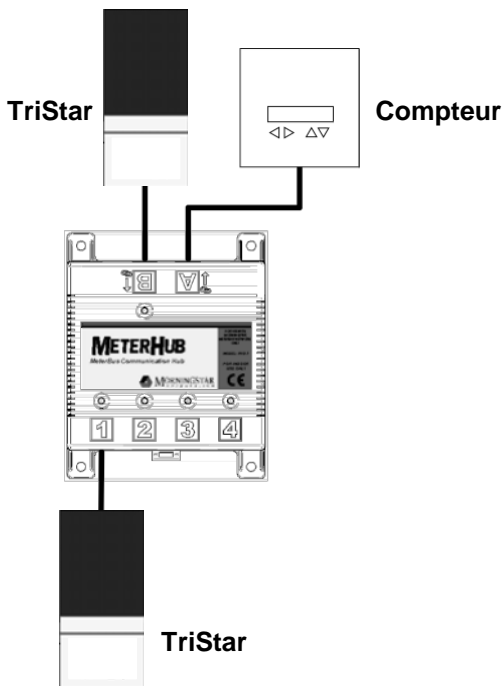 TriStar
Compteur
B
A
METERHUB
MeterBus Communication Hub
MORNINGSTAR
CE
1 2 3 4
TriStar